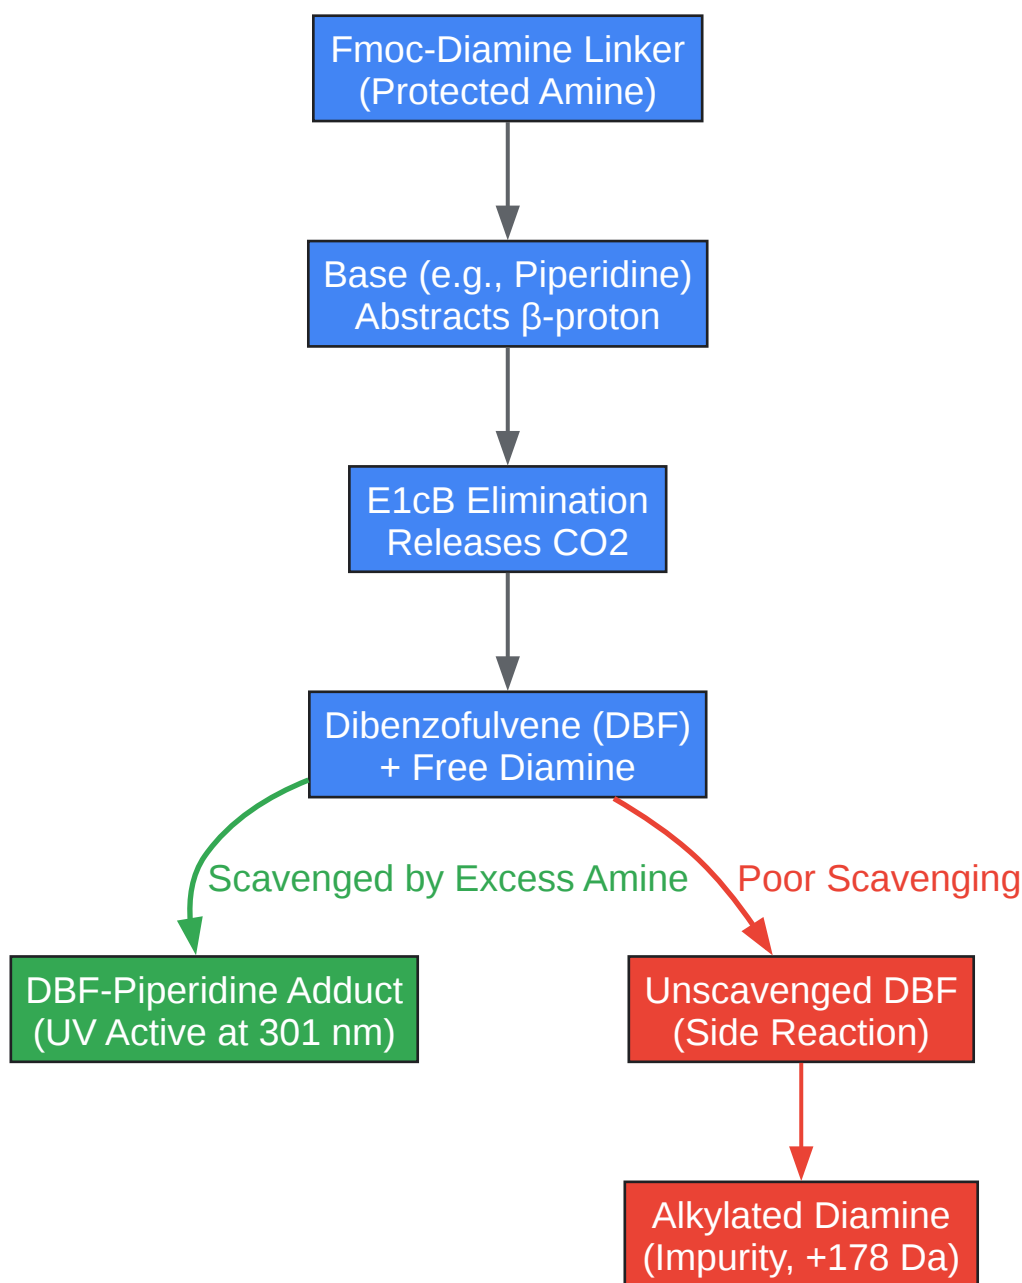 Fmoc-Diamine Linker
(Protected Amine)
Base (e.g., Piperidine)
Abstracts β-proton
E1cB Elimination
Releases CO2
Dibenzofulvene (DBF)
+ Free Diamine
Scavenged by Excess Amine
Poor Scavenging
DBF-Piperidine Adduct
(UV Active at 301 nm)
Unscavenged DBF
(Side Reaction)
Alkylated Diamine
(Impurity, +178 Da)